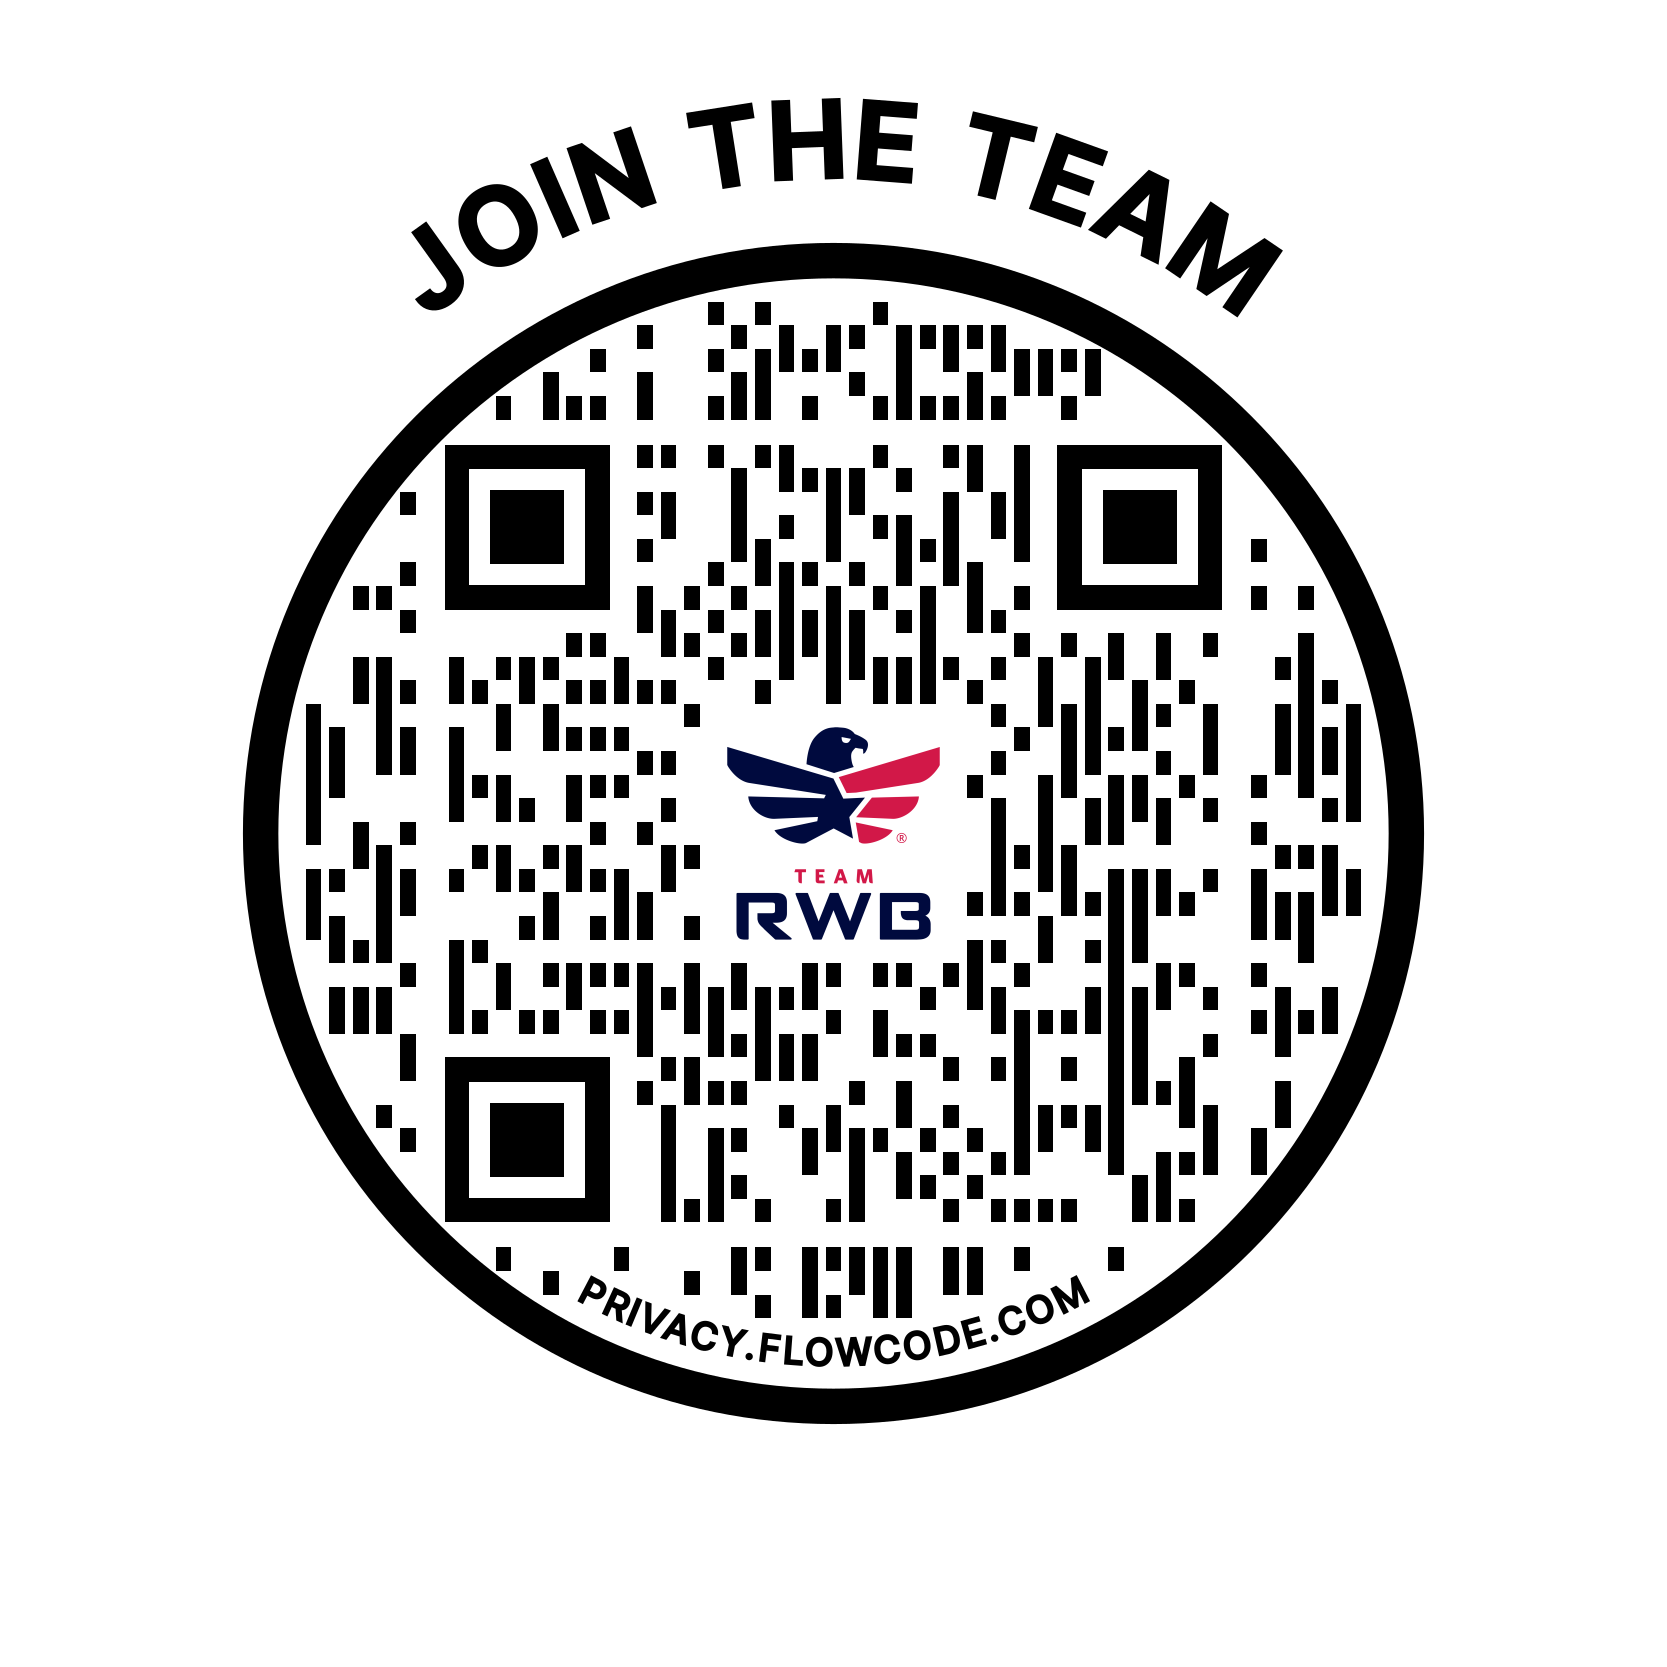 JOIN THE TEAM
®
TEAM
RWB
PRIVACY.FLOWCODE.COM